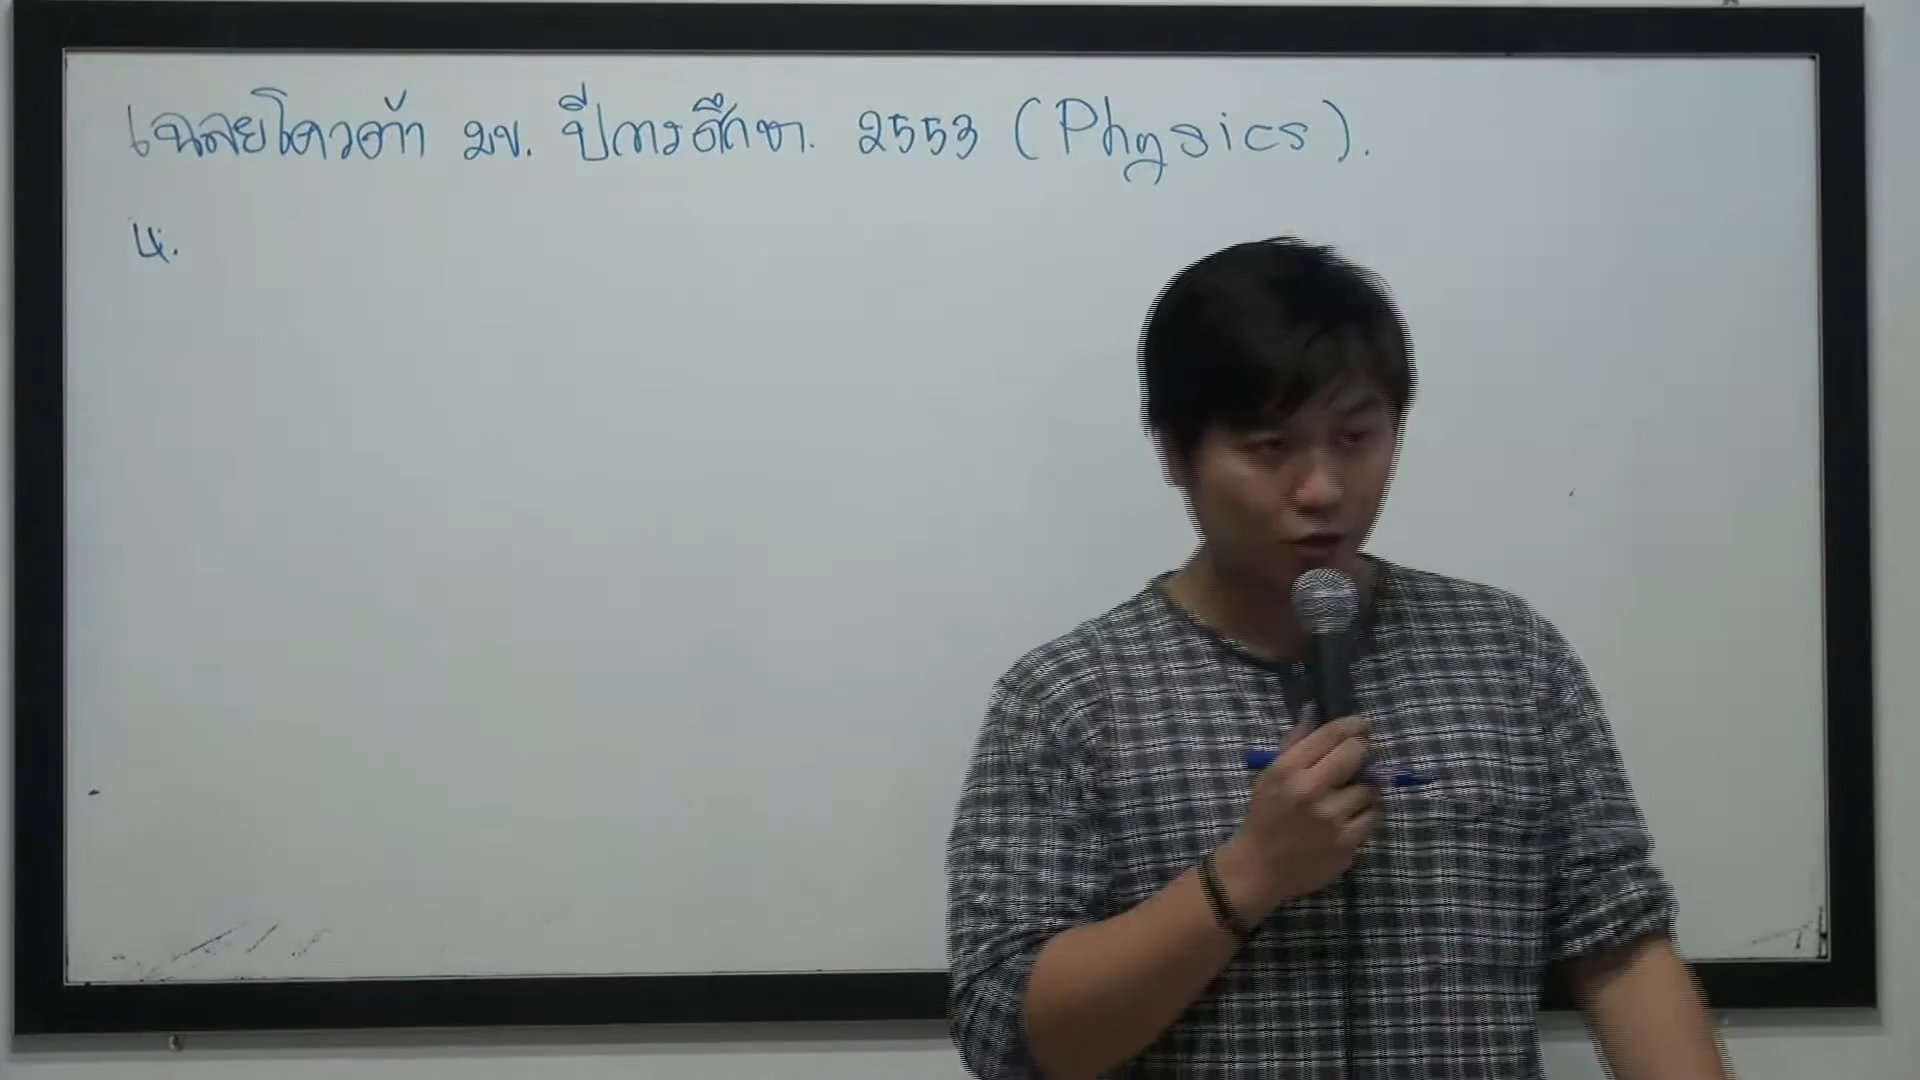 เฉลยโควต้า มข. ปีการศึกษา. 2553 (Physics).
4.